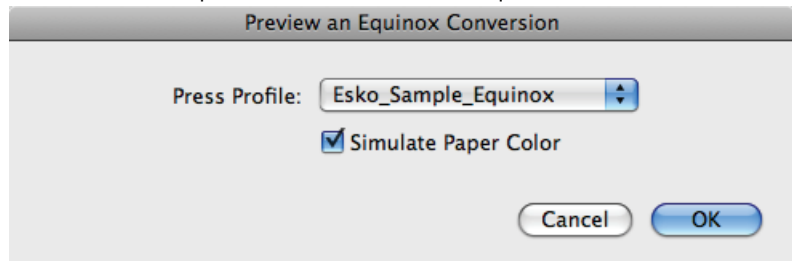 Preview an Equinox Conversion
Press Profile: Esko_Sample_Equinox
Simulate Paper Color
Cancel OK